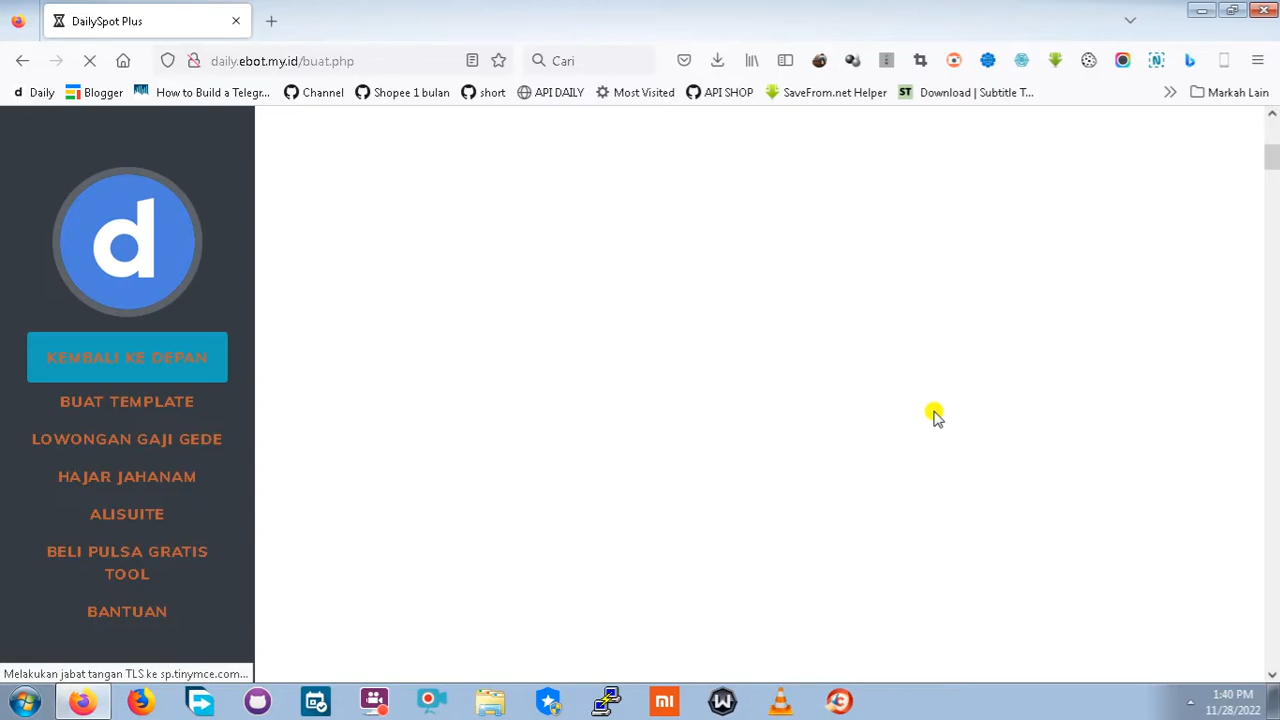 DailySpot Plus
daily.ebot.my.id/buat.php
Cari
d Daily
Blogger
How to Build a Telegr...
Channel
Shopee 1 bulan
short
API DAILY
Most Visited
API SHOP
SaveFrom.net Helper
ST Download | Subtitle T...
Markah Lain
d
KEMBALI KE DEPAN
BUAT TEMPLATE
LOWONGAN GAJI GEDE
HAJAR JAHANAM
ALISUITE
BELI PULSA GRATIS
TOOL
BANTUAN
Melakukan jabat tangan TLS ke sp.tinymce.com...
1:40 PM
11/28/2022